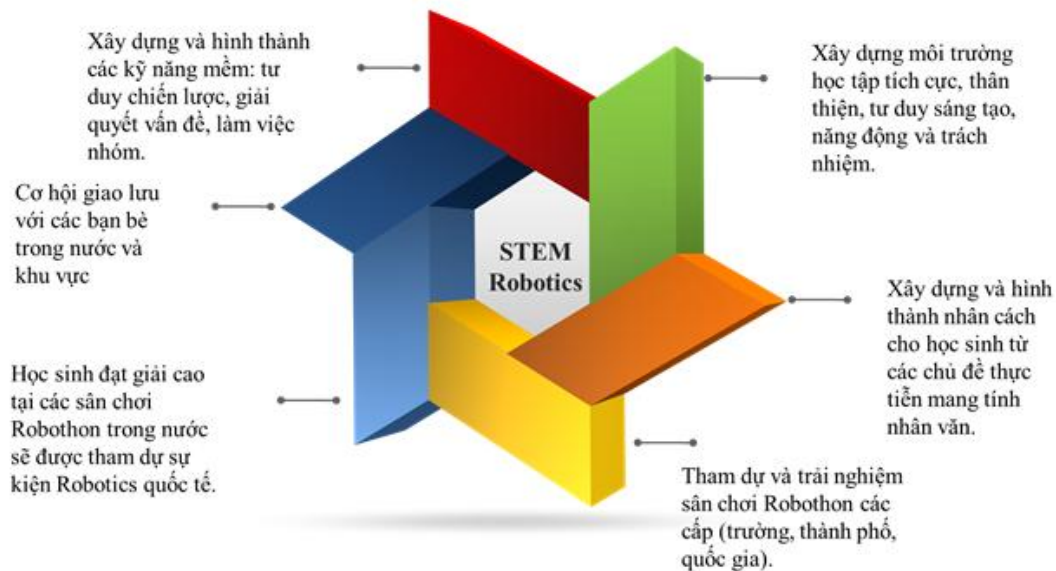 Xây dựng và hình thành
các kỹ năng mềm: tư
duy chiến lược, giải
quyết vấn đề, làm việc
nhóm.
Xây dựng môi trường
học tập tích cực, thân
thiện, tư duy sáng tạo,
năng động và trách
nhiệm.
Cơ hội giao lưu
với các bạn bè
trong nước và
khu vực
STEM
Robotics
Xây dựng và hình
thành nhân cách
cho học sinh từ
các chủ đề thực
tiễn mang tính
nhân văn.
Học sinh đạt giải cao
tại các sân chơi
Robothon trong nước
sẽ được tham dự sự
kiện Robotics quốc tế.
Tham dự và trải nghiệm
sân chơi Robothon các
cấp (trường, thành phố,
quốc gia).